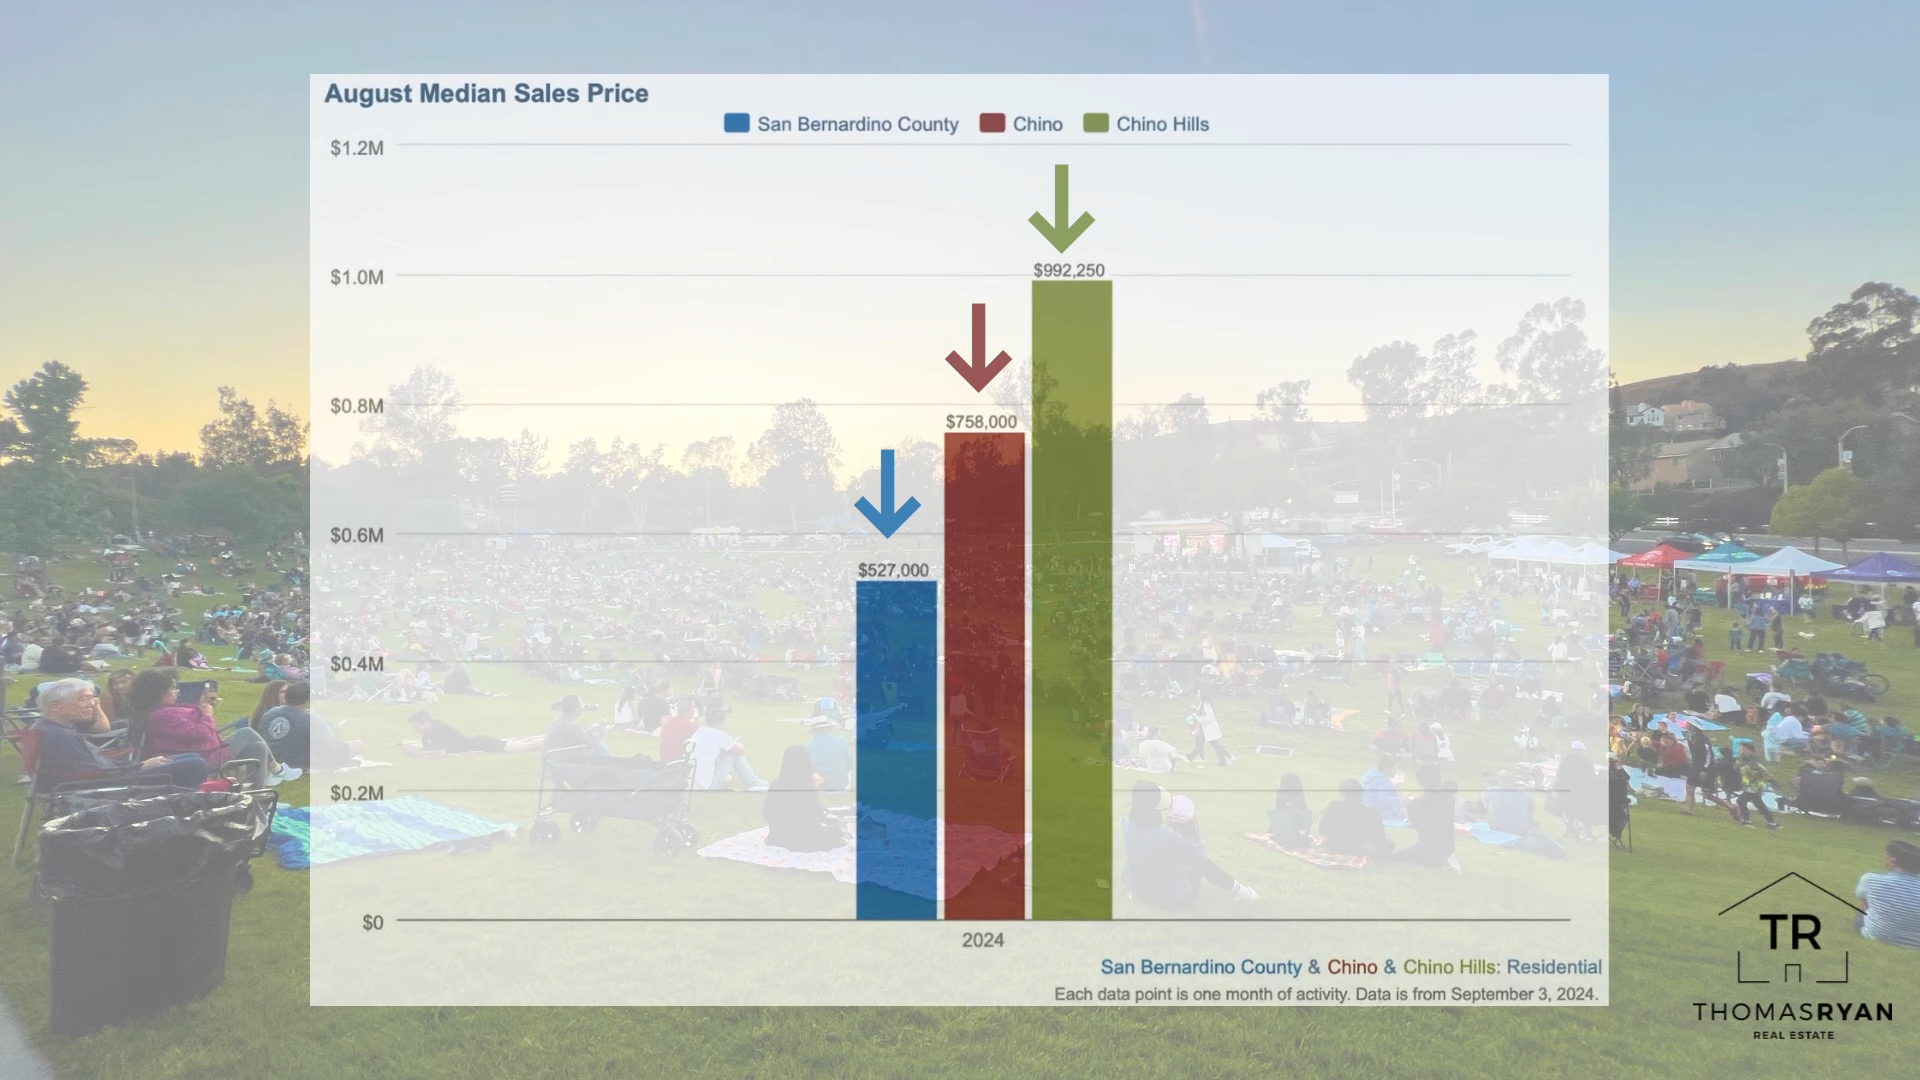 August Median Sales Price
San Bernardino County Chino Chino Hills
$1.2M
$1.0M
$0.8M
$0.6M
$0.4M
$0.2M
$0
$992,250
$758,000
$527,000
2024
San Bernardino County & Chino & Chino Hills: Residential
Each data point is one month of activity. Data is from September 3, 2024.
TR
THOMASRYAN
REAL ESTATE